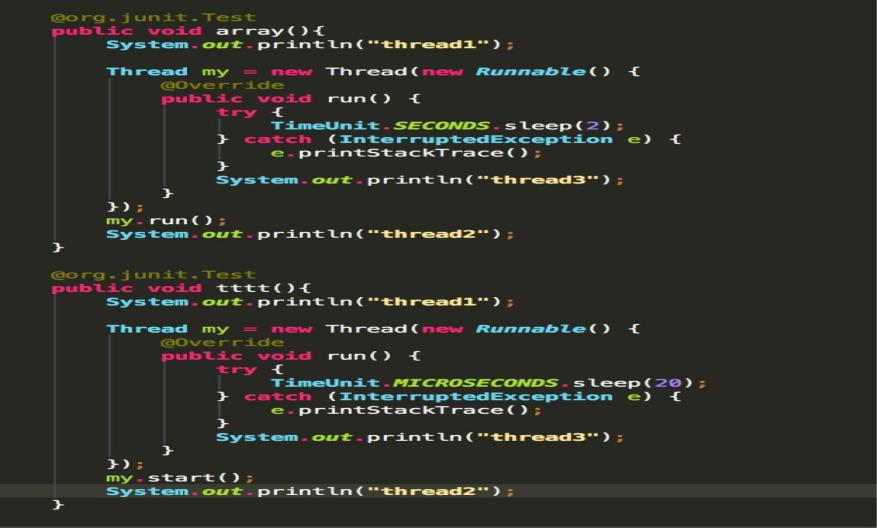 @org.junit.Test
public void array(){
System.out.println("thread1");
Thread my = new Thread(new Runnable() {
@Override
public void run() {
try {
TimeUnit.SECONDS.sleep(2);
} catch (InterruptedException e) {
e.printStackTrace();
}
System.out.println("thread3");
}
});
my.run();
System.out.println("thread2");
}
@org.junit.Test
public void tttt(){
System.out.println("thread1");
Thread my = new Thread(new Runnable() {
@Override
public void run() {
try {
TimeUnit.MICROSECONDS.sleep(20);
} catch (InterruptedException e) {
e.printStackTrace();
}
System.out.println("thread3");
}
});
my.start();
System.out.println("thread2");
}